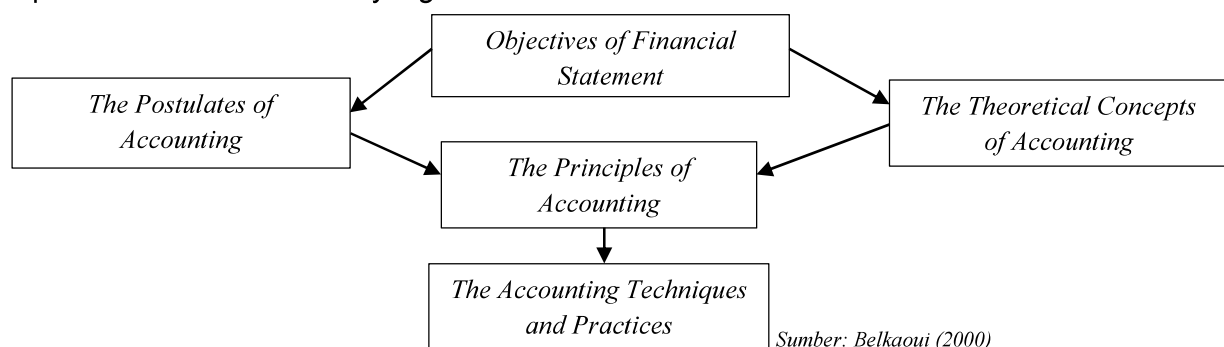 Objectives of Financial
Statement
The Postulates of
Accounting
The Theoretical Concepts
of Accounting
The Principles of
Accounting
The Accounting Techniques
and Practices
Sumber: Belkaoui (2000)